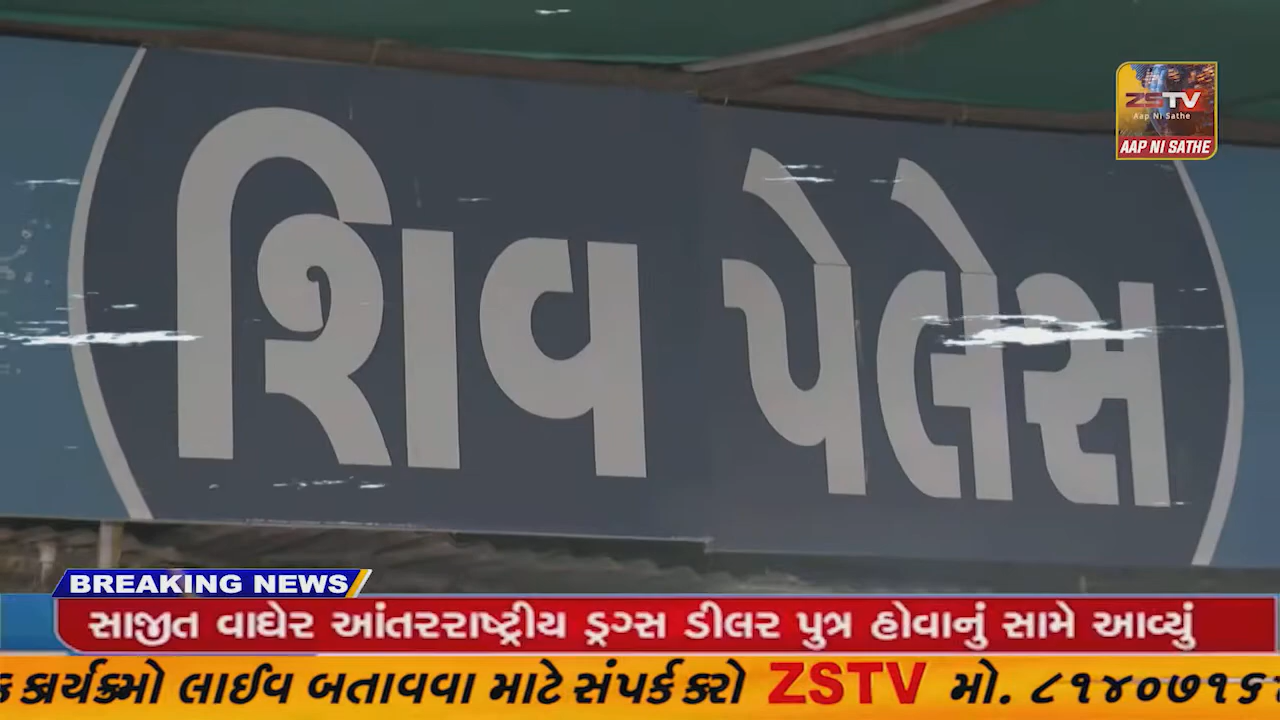 ZSTV
Aap Ni Sathe
AAP NI SATHE
શિવ પેલેસ
BREAKING NEWS
સાજીત વાઘેર આંતરરાષ્ટ્રીય ડ્રગ્સ ડીલર પુત્ર હોવાનું સામે આવ્યું
કાર્યક્ર્મો લાઈવ બતાવવા માટે સંપર્ક કરો ZSTV મો. ૮૧૪૦૭૧૬